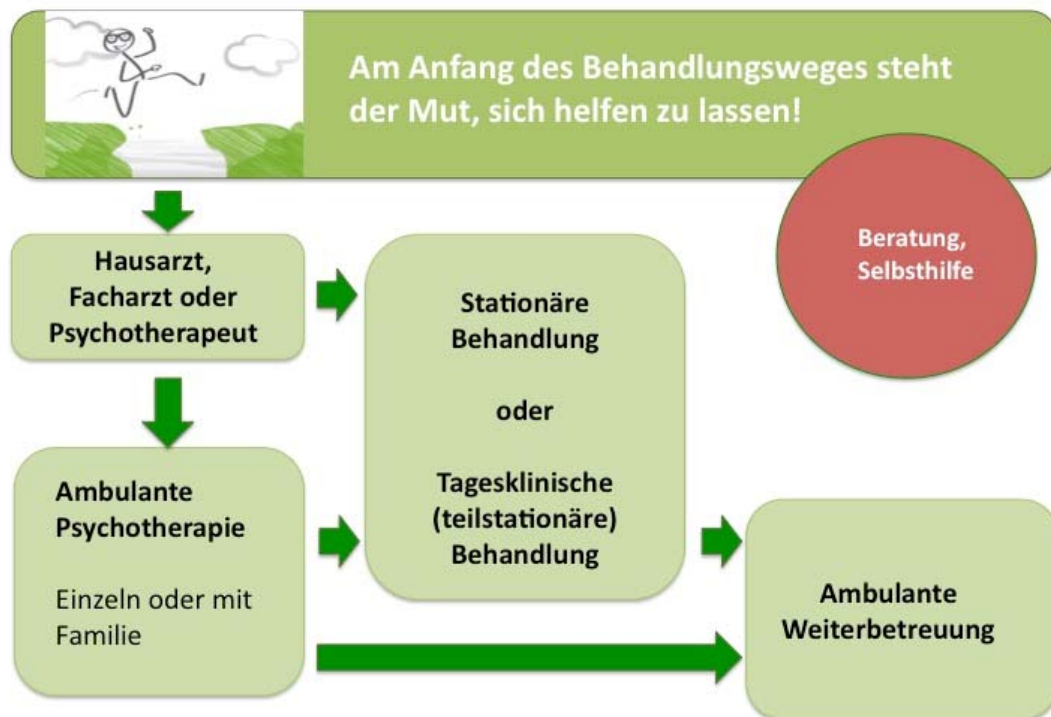 Am Anfang des Behandlungsweges steht
der Mut, sich helfen zu lassen!
Beratung,
Selbsthilfe
Hausarzt,
Facharzt oder
Psychotherapeut
Stationäre
Behandlung
oder
Tagesklinische
(teilstationäre)
Behandlung
Ambulante
Psychotherapie
Einzeln oder mit
Familie
Ambulante
Weiterbetreuung